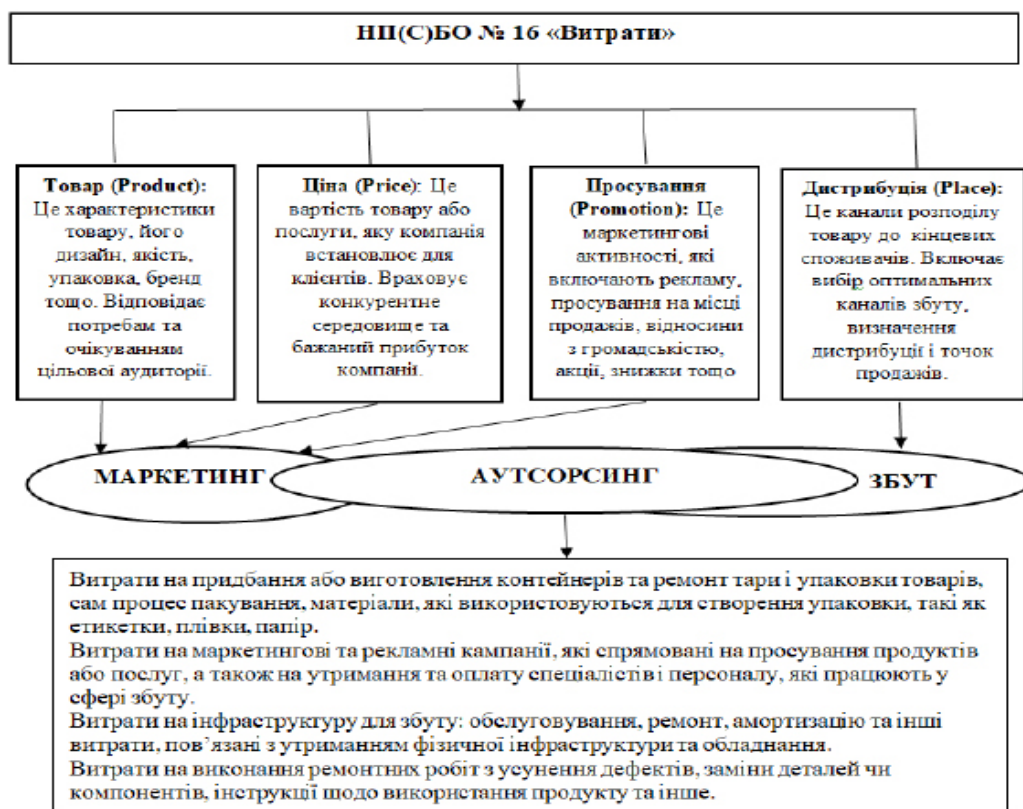 НП(С)БО № 16 «Витрати»
Товар (Product):
Це характеристики
товару, його
дизайн, якість,
упаковка, бренд
тощо. Відповідає
потребам та
очікуванням
цільової аудиторії.
Ціна (Price): Це
вартість товару або
послуги, яку компанія
встановлює для
клієнтів. Враховує
конкурентне
середовище та
бажаний прибуток
компанії.
Просування
(Promotion): Це
маркетингові
активності, які
включають рекламу,
просування на місці
продажів, відносини
з громадськістю,
акції, знижки тощо
Дистрибуція (Place):
Це канали розподілу
товару до кінцевих
споживачів. Включає
вибір оптимальних
каналів збуту,
визначення
дистрибуції і точок
продажів.
МАРКЕТИНГ
АУТСОРСИНГ
ЗБУТ
Витрати на придбання або виготовлення контейнерів та ремонт тари і упаковки товарів,
сам процес пакування, матеріали, які використовуються для створення упаковки, такі як
етикетки, плівки, папір.
Витрати на маркетингові та рекламні кампанії, які спрямовані на просування продуктів
або послуг, а також на утримання та оплату спеціалістів і персоналу, які працюють у
сфері збуту.
Витрати на інфраструктуру для збуту: обслуговування, ремонт, амортизацію та інші
витрати, пов’язані з утриманням фізичної інфраструктури та обладнання.
Витрати на виконання ремонтних робіт з усунення дефектів, заміни деталей чи
компонентів, інструкції щодо використання продукту та інше.